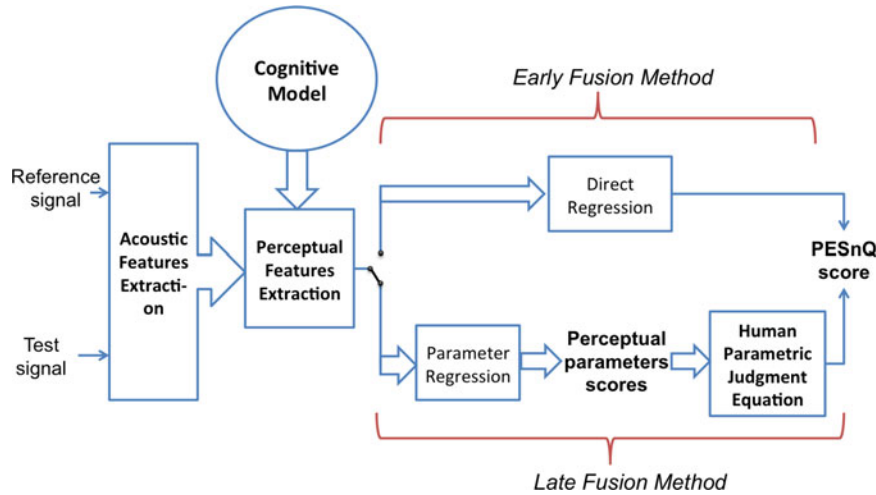 Cognitive
Model
Early Fusion Method
Reference
signal
Test
signal
Acoustic
Features
Extracti-
on
Perceptual
Features
Extraction
Direct
Regression
PESnQ
score
Parameter
Regression
Perceptual
parameters
scores
Human
Parametric
Judgment
Equation
Late Fusion Method